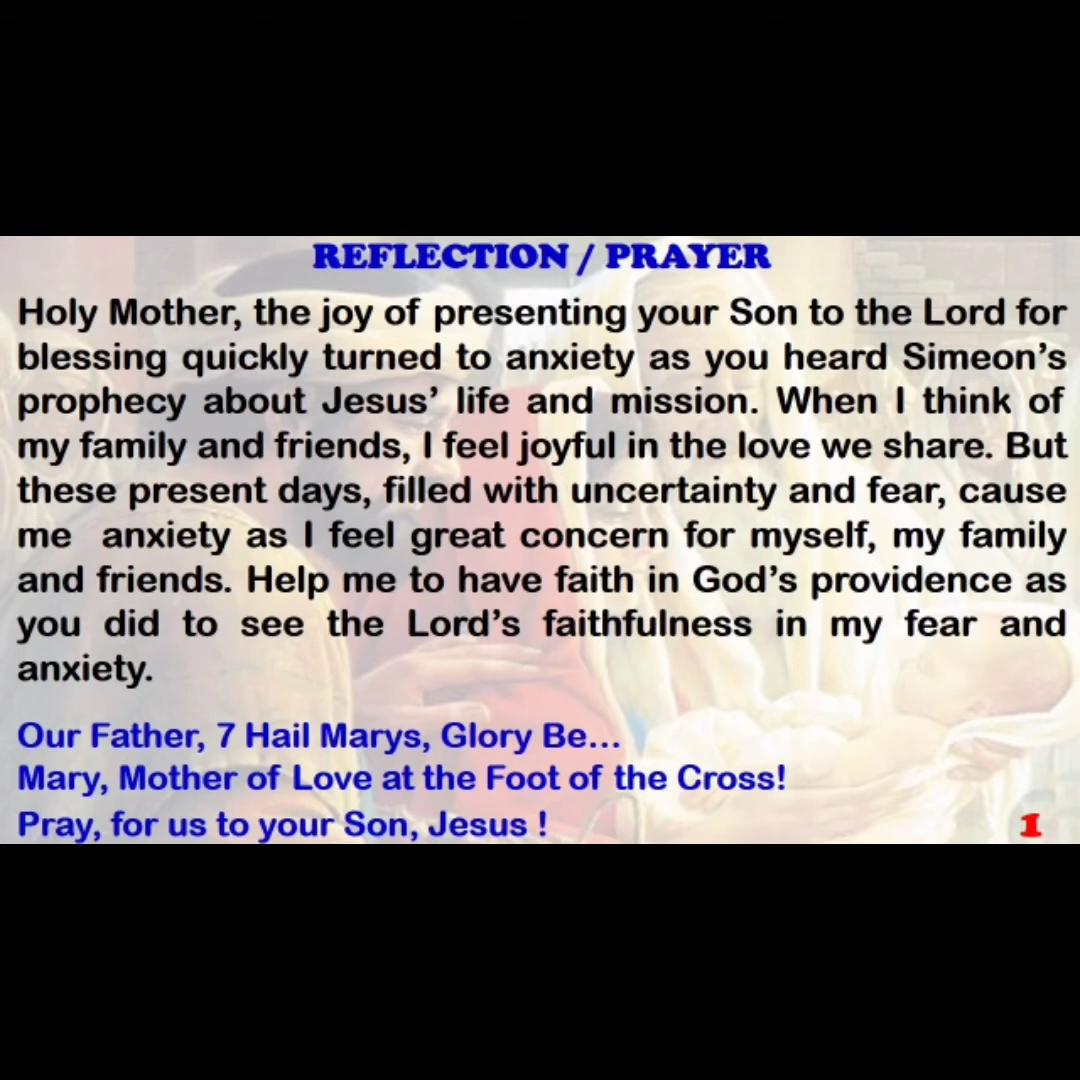 REFLECTION / PRAYER
Holy Mother, the joy of presenting your Son to the Lord for
blessing quickly turned to anxiety as you heard Simeon’s
prophecy about Jesus’ life and mission. When I think of
my family and friends, I feel joyful in the love we share. But
these present days, filled with uncertainty and fear, cause
me  anxiety as I feel great concern for myself, my family
and friends. Help me to have faith in God’s providence as
you did to see the Lord’s faithfulness in my fear and
anxiety.
Our Father, 7 Hail Marys, Glory Be...
Mary, Mother of Love at the Foot of the Cross!
Pray, for us to your Son, Jesus !
1